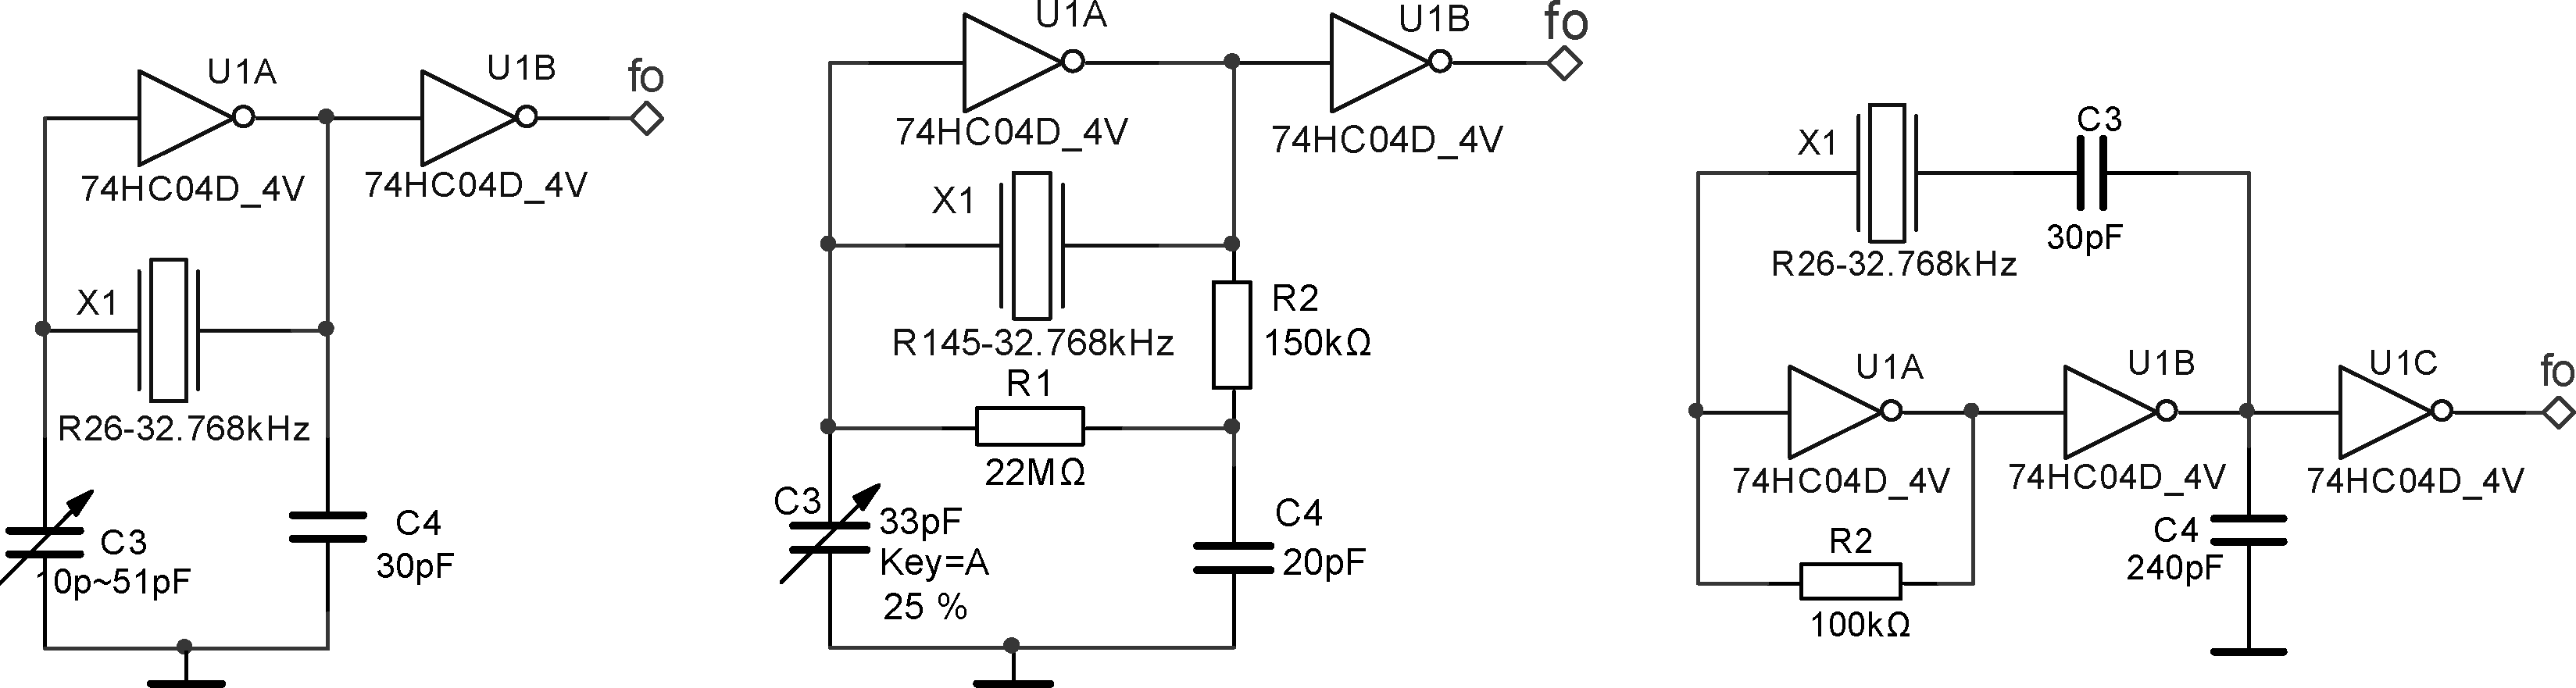 U1A
U1B
fo
74HC04D_4V
74HC04D_4V
X1
R26-32.768kHz
C3
10p~51pF
C4
30pF
U1A
U1B
fo
74HC04D_4V
74HC04D_4V
X1
R145-32.768kHz
R2
150kΩ
R1
22MΩ
C3
33pF
Key=A
25 %
C4
20pF
X1
C3
30pF
R26-32.768kHz
U1A
U1B
U1C
fo
74HC04D_4V
74HC04D_4V
74HC04D_4V
R2
100kΩ
C4
240pF